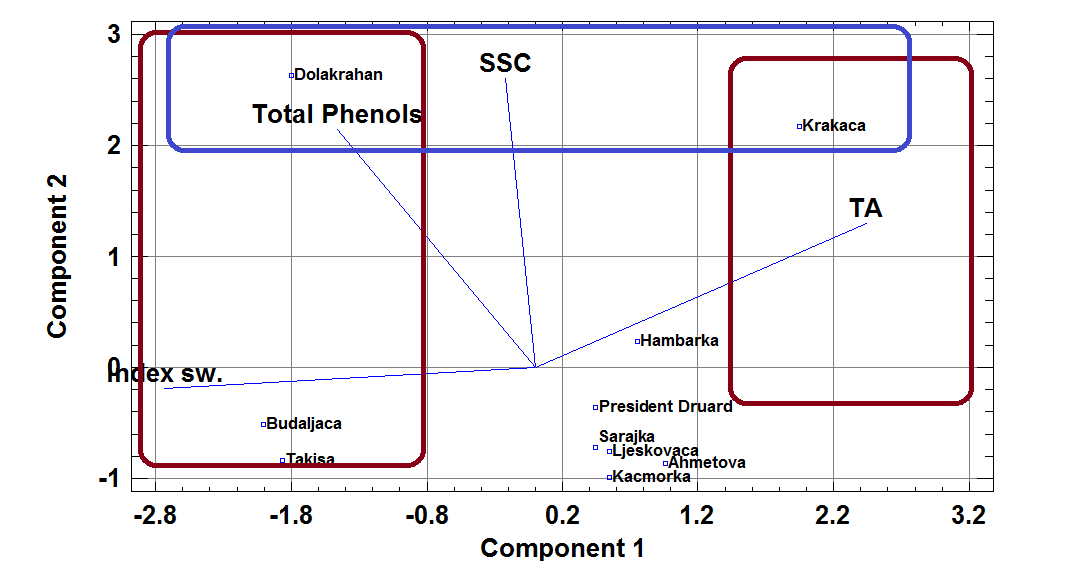 3
SSC
Dolakrahan
Total Phenols
Krakaca
2
TA
1
Component 2
Hambarka
0
Index sw.
President Druard
Budaljaca
Sarajka
Ljeskovaca
Takisa
Ahmetova
Kacmorka
-1
-2.8 -1.8 -0.8 0.2 1.2 2.2 3.2
Component 1